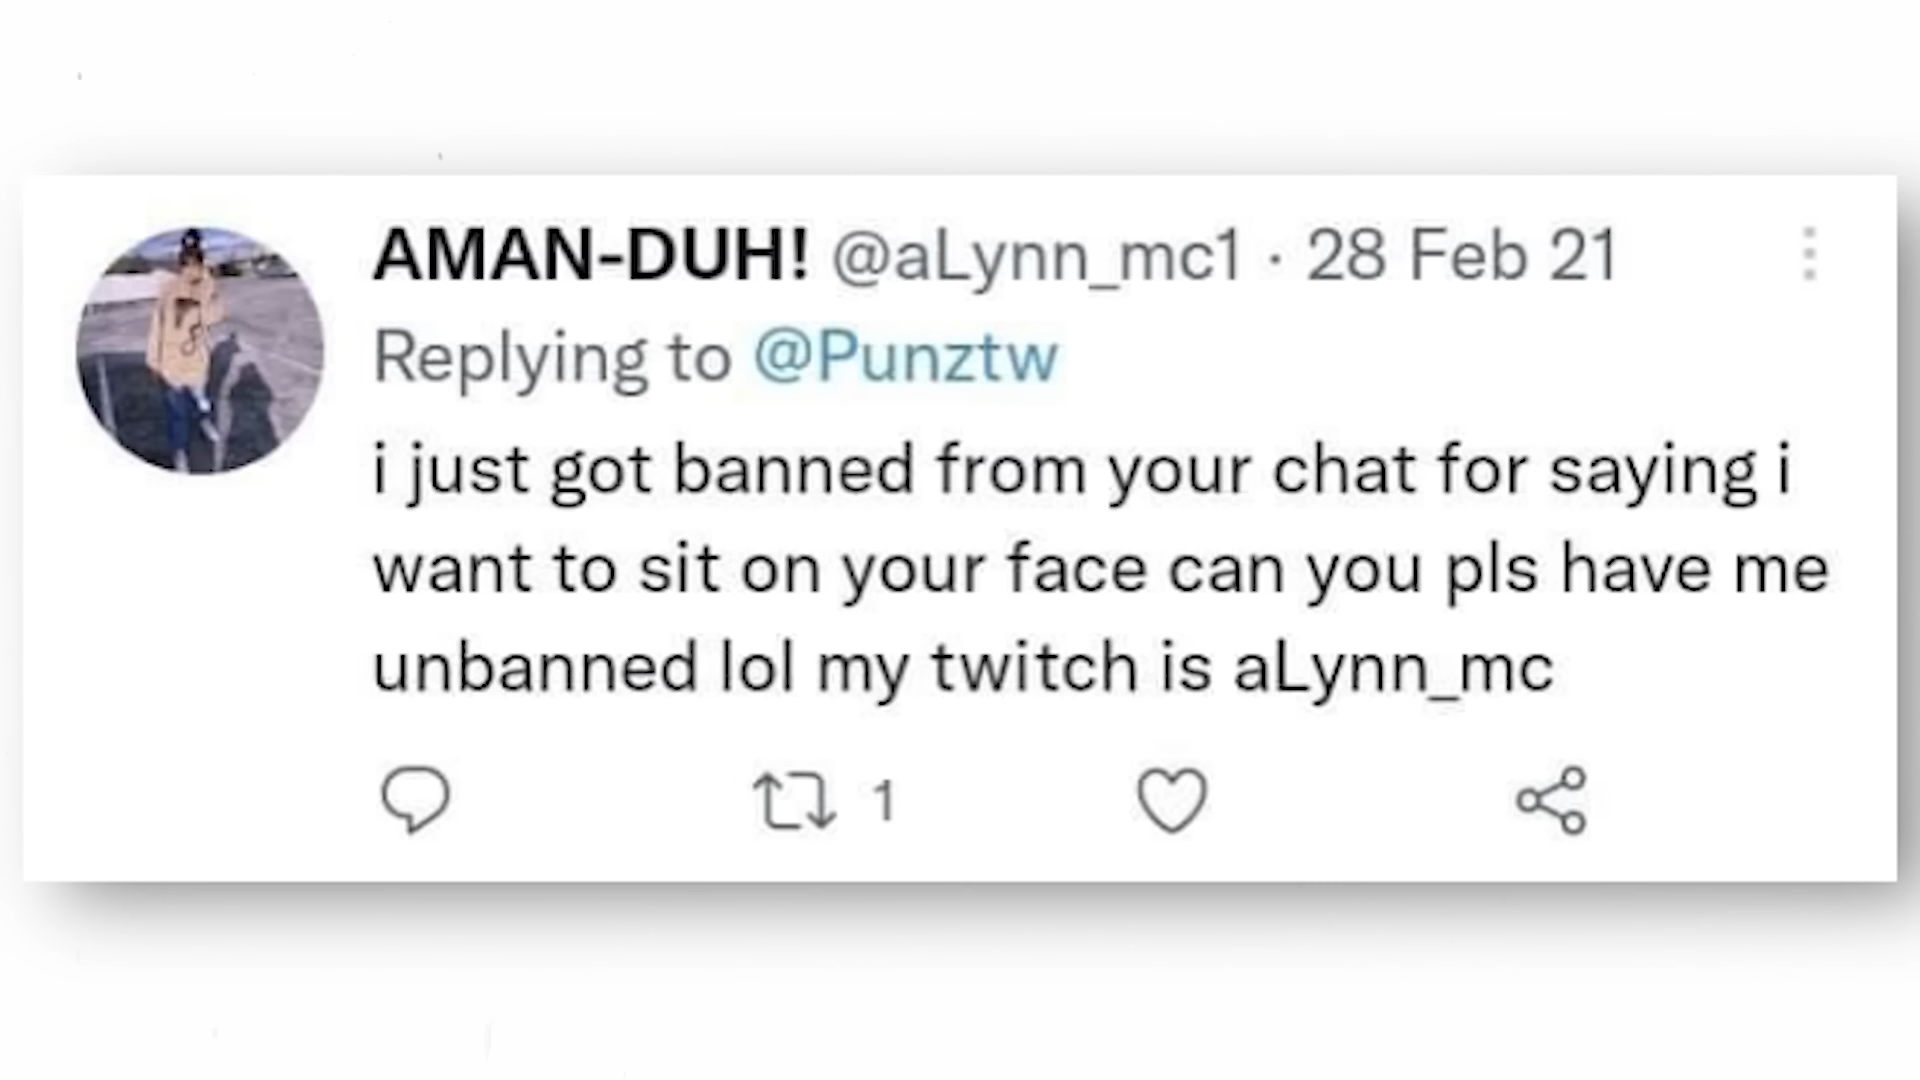 AMAN-DUH! @aLynn_mc1 · 28 Feb 21
Replying to @Punztw
i just got banned from your chat for saying i
want to sit on your face can you pls have me
unbanned lol my twitch is aLynn_mc
1